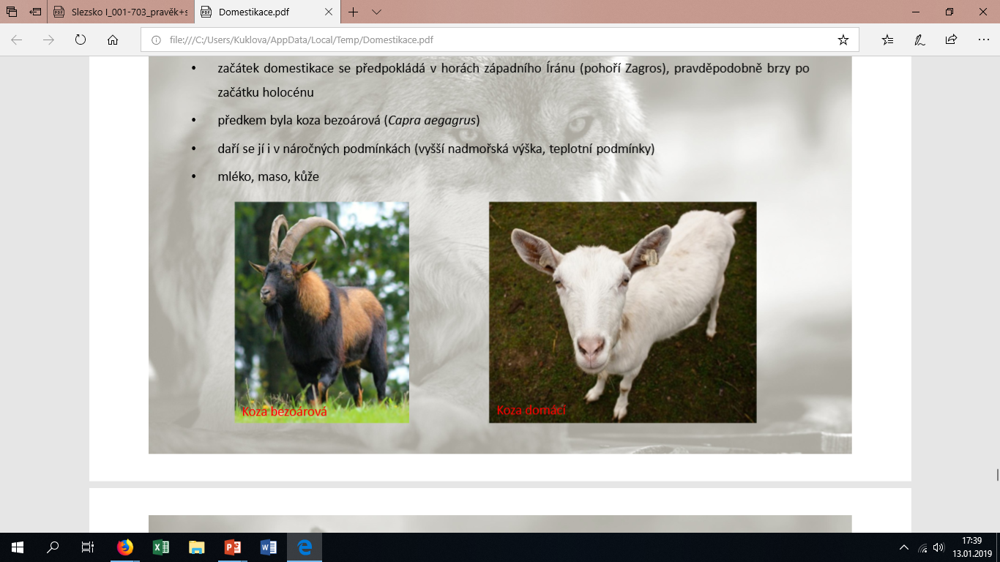 Slezsko I_001-703_pravěk+s
Domestikace.pdf
file:///C:/Users/Kuklova/AppData/Local/Temp/Domestikace.pdf
• začátek domestikace se předpokládá v horách západního Íránu (pohoří Zagros), pravděpodobně brzy po
začátku holocénu
• předkem byla koza bezoárová (Capra aegagrus)
• daří se jí i v náročných podmínkách (vyšší nadmořská výška, teplotní podmínky)
• mléko, maso, kůže
Koza bezoárová
Koza domácí
17:39
13.01.2019